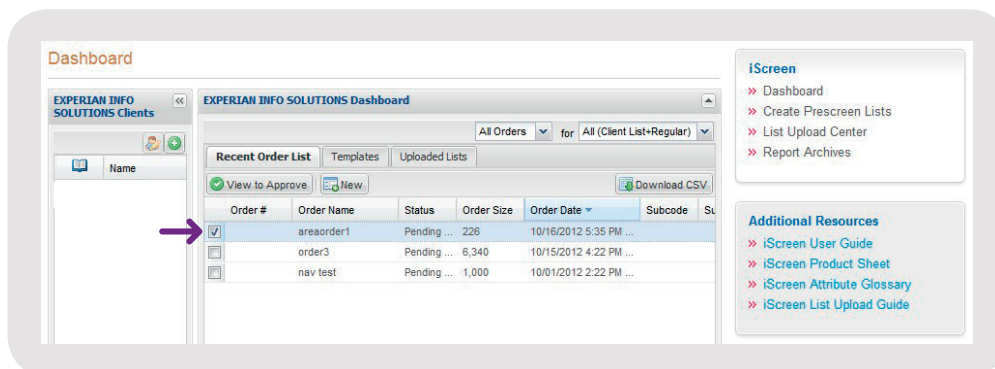 Dashboard
EXPERIAN INFO
SOLUTIONS Clients
Name
EXPERIAN INFO SOLUTIONS Dashboard
All Orders for All (Client List+Regular)
Recent Order List Templates Uploaded Lists
View to Approve New Download CSV
Order # Order Name Status Order Size Order Date Subcode Su
areaorder1 Pending ... 226 10/16/2012 5:35 PM ...
order3 Pending ... 6,340 10/15/2012 4:22 PM ...
nav test Pending ... 1,000 10/01/2012 2:22 PM ...
iScreen
» Dashboard
» Create Prescreen Lists
» List Upload Center
» Report Archives
Additional Resources
» iScreen User Guide
» iScreen Product Sheet
» iScreen Attribute Glossary
» iScreen List Upload Guide